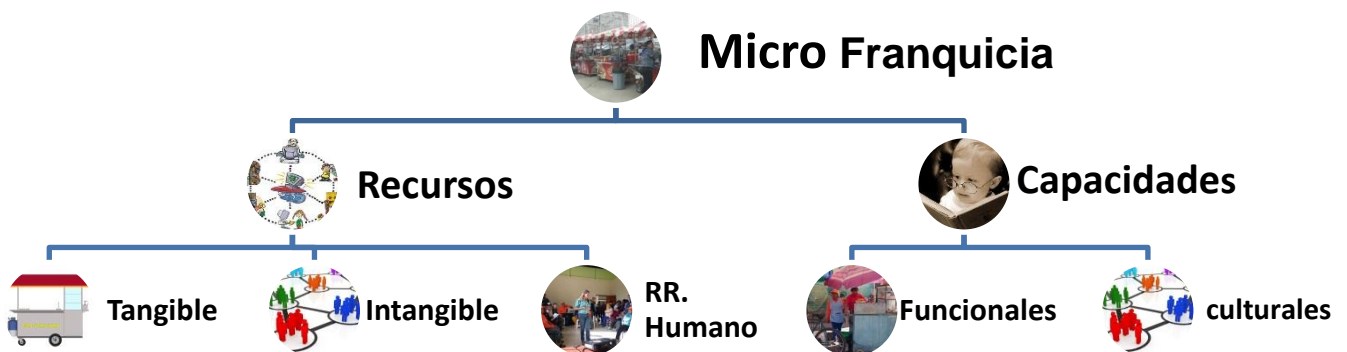 Micro Franquicia
Recursos
Capacidades
Tangible
Intangible
RR.
Humano
Funcionales
culturales